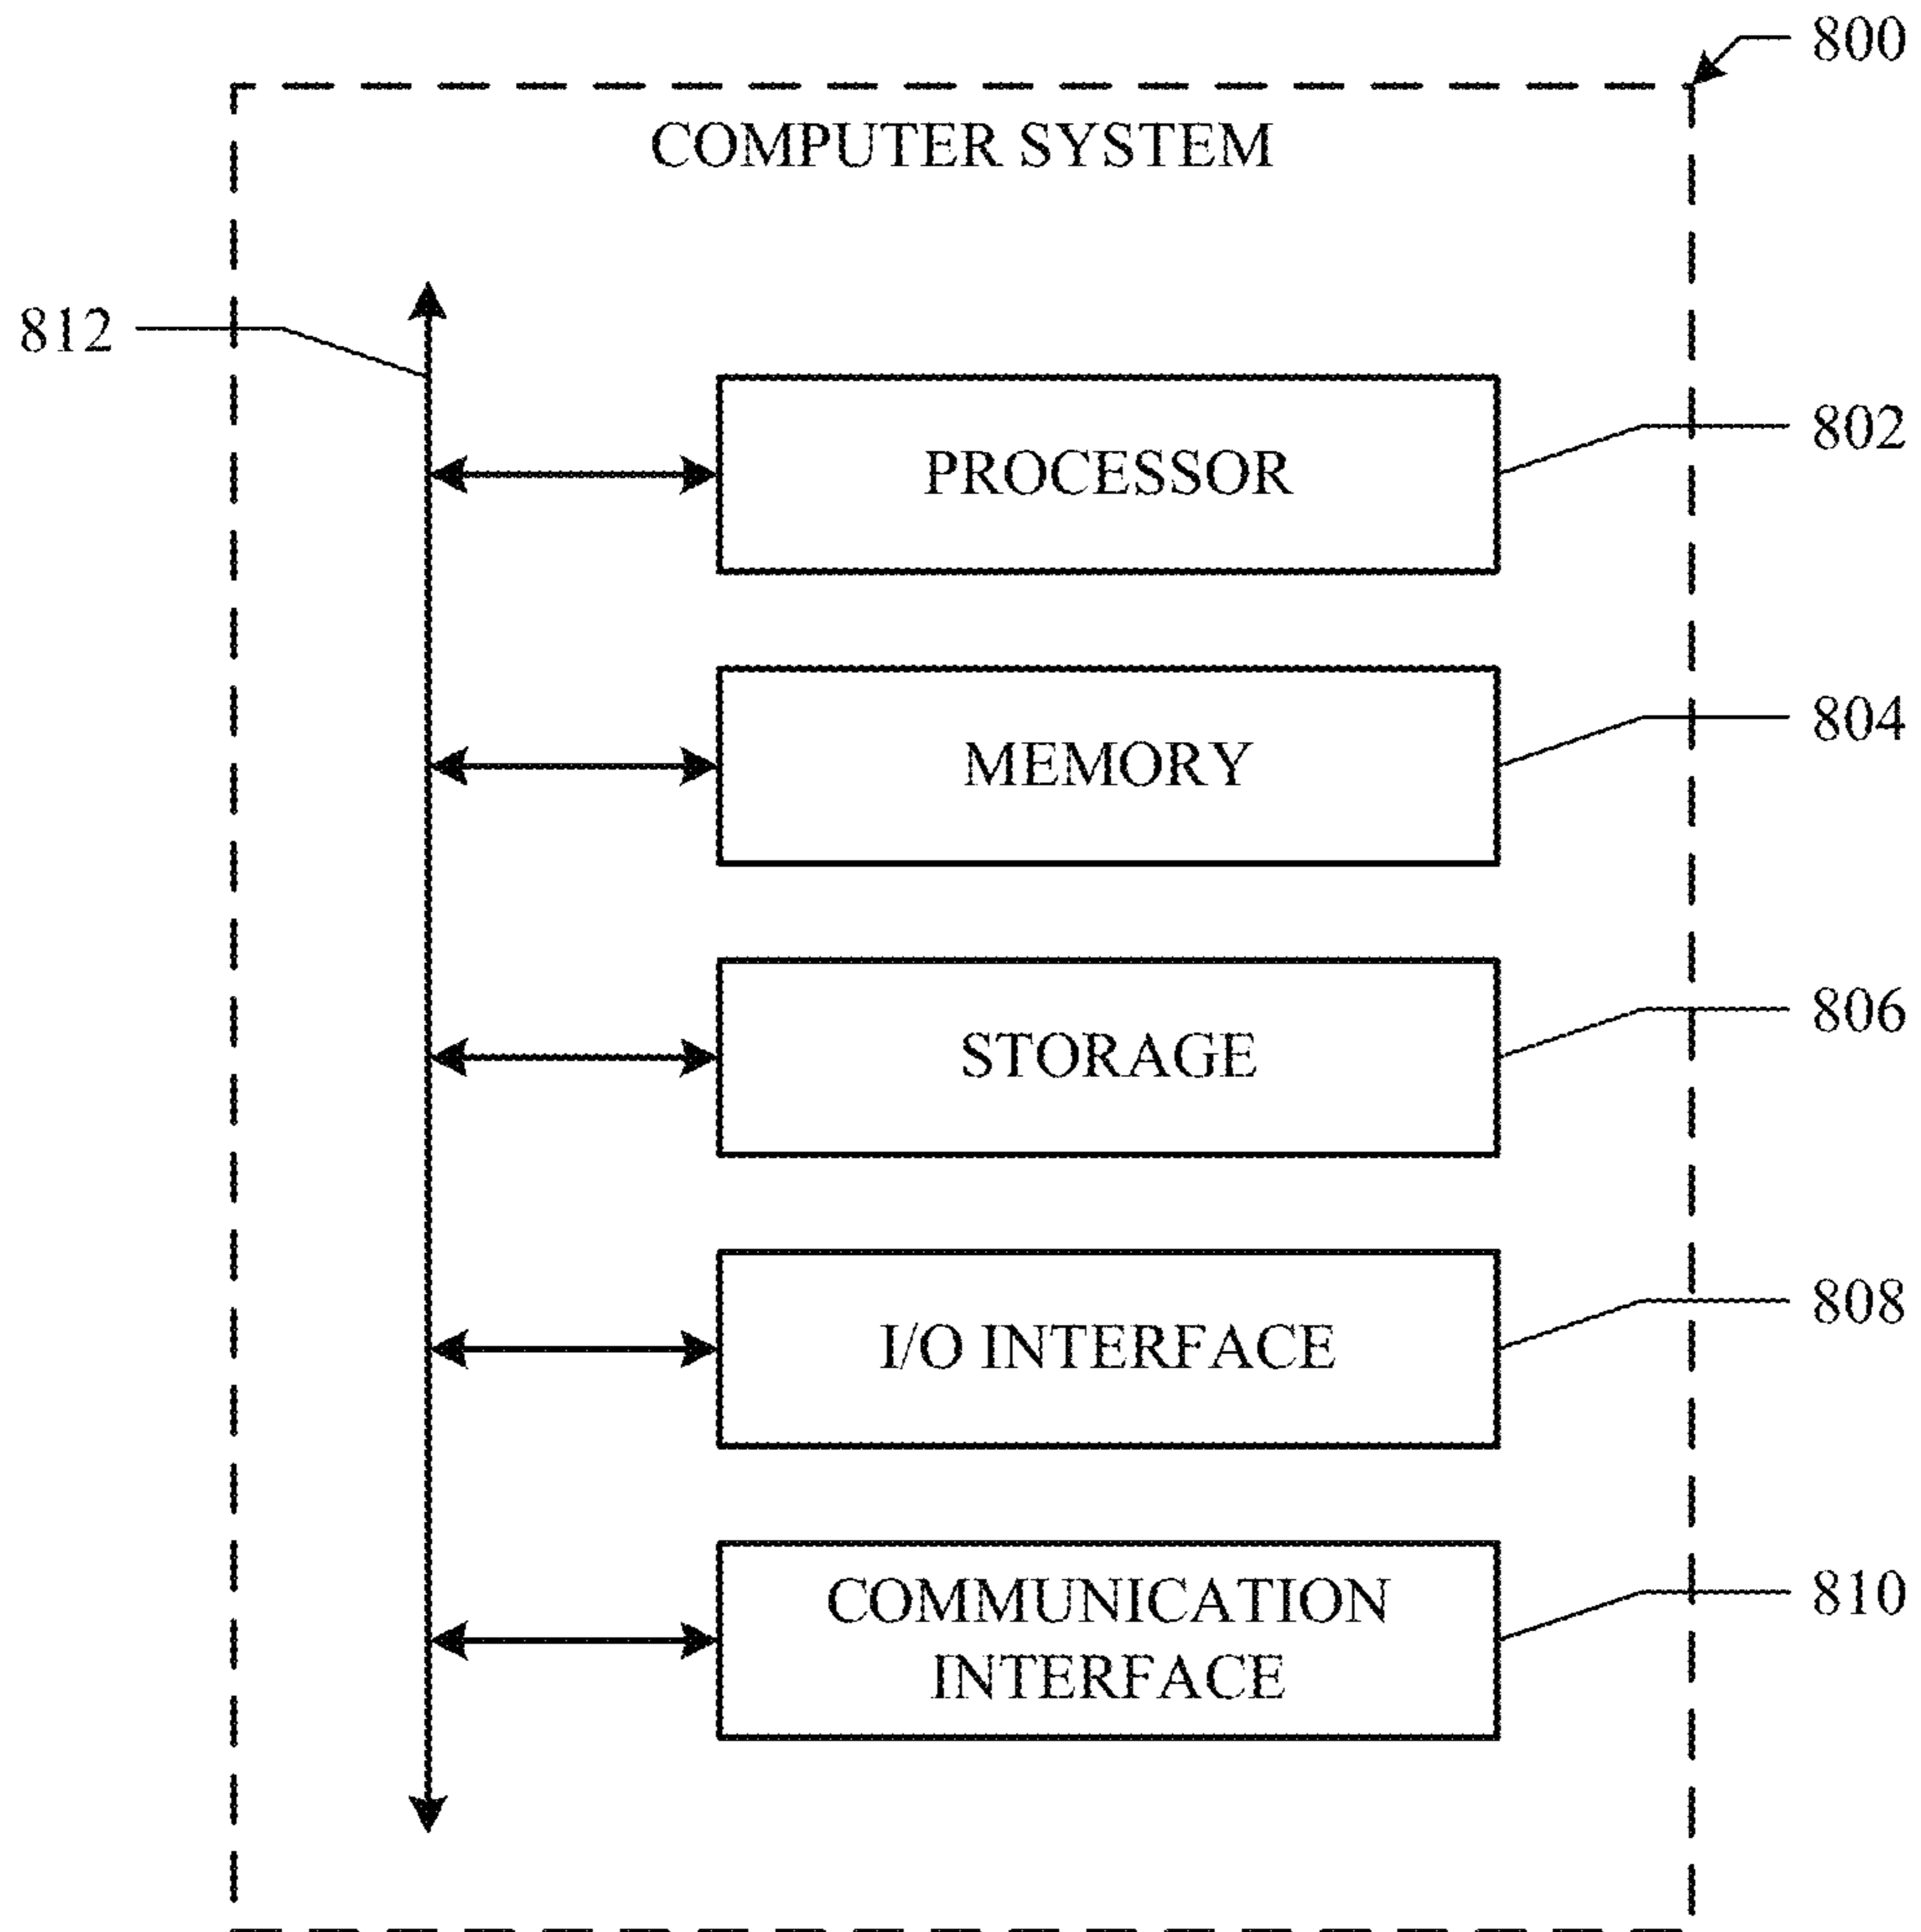 800
COMPUTER SYSTEM
812
802
PROCESSOR
804
MEMORY
806
STORAGE
808
I/O INTERFACE
810
COMMUNICATION
INTERFACE